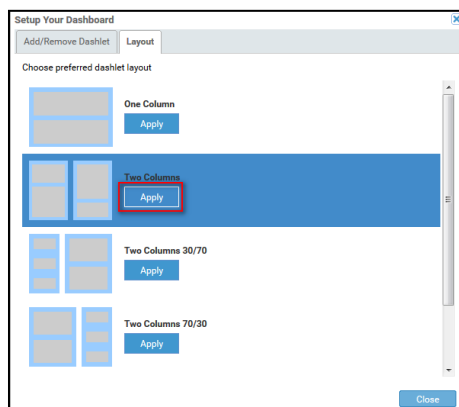 Setup Your Dashboard
Add/Remove Dashlet Layout
Choose preferred dashlet layout
One Column
Apply
Two Columns
Apply
Two Columns 30/70
Apply
Two Columns 70/30
Apply
Close